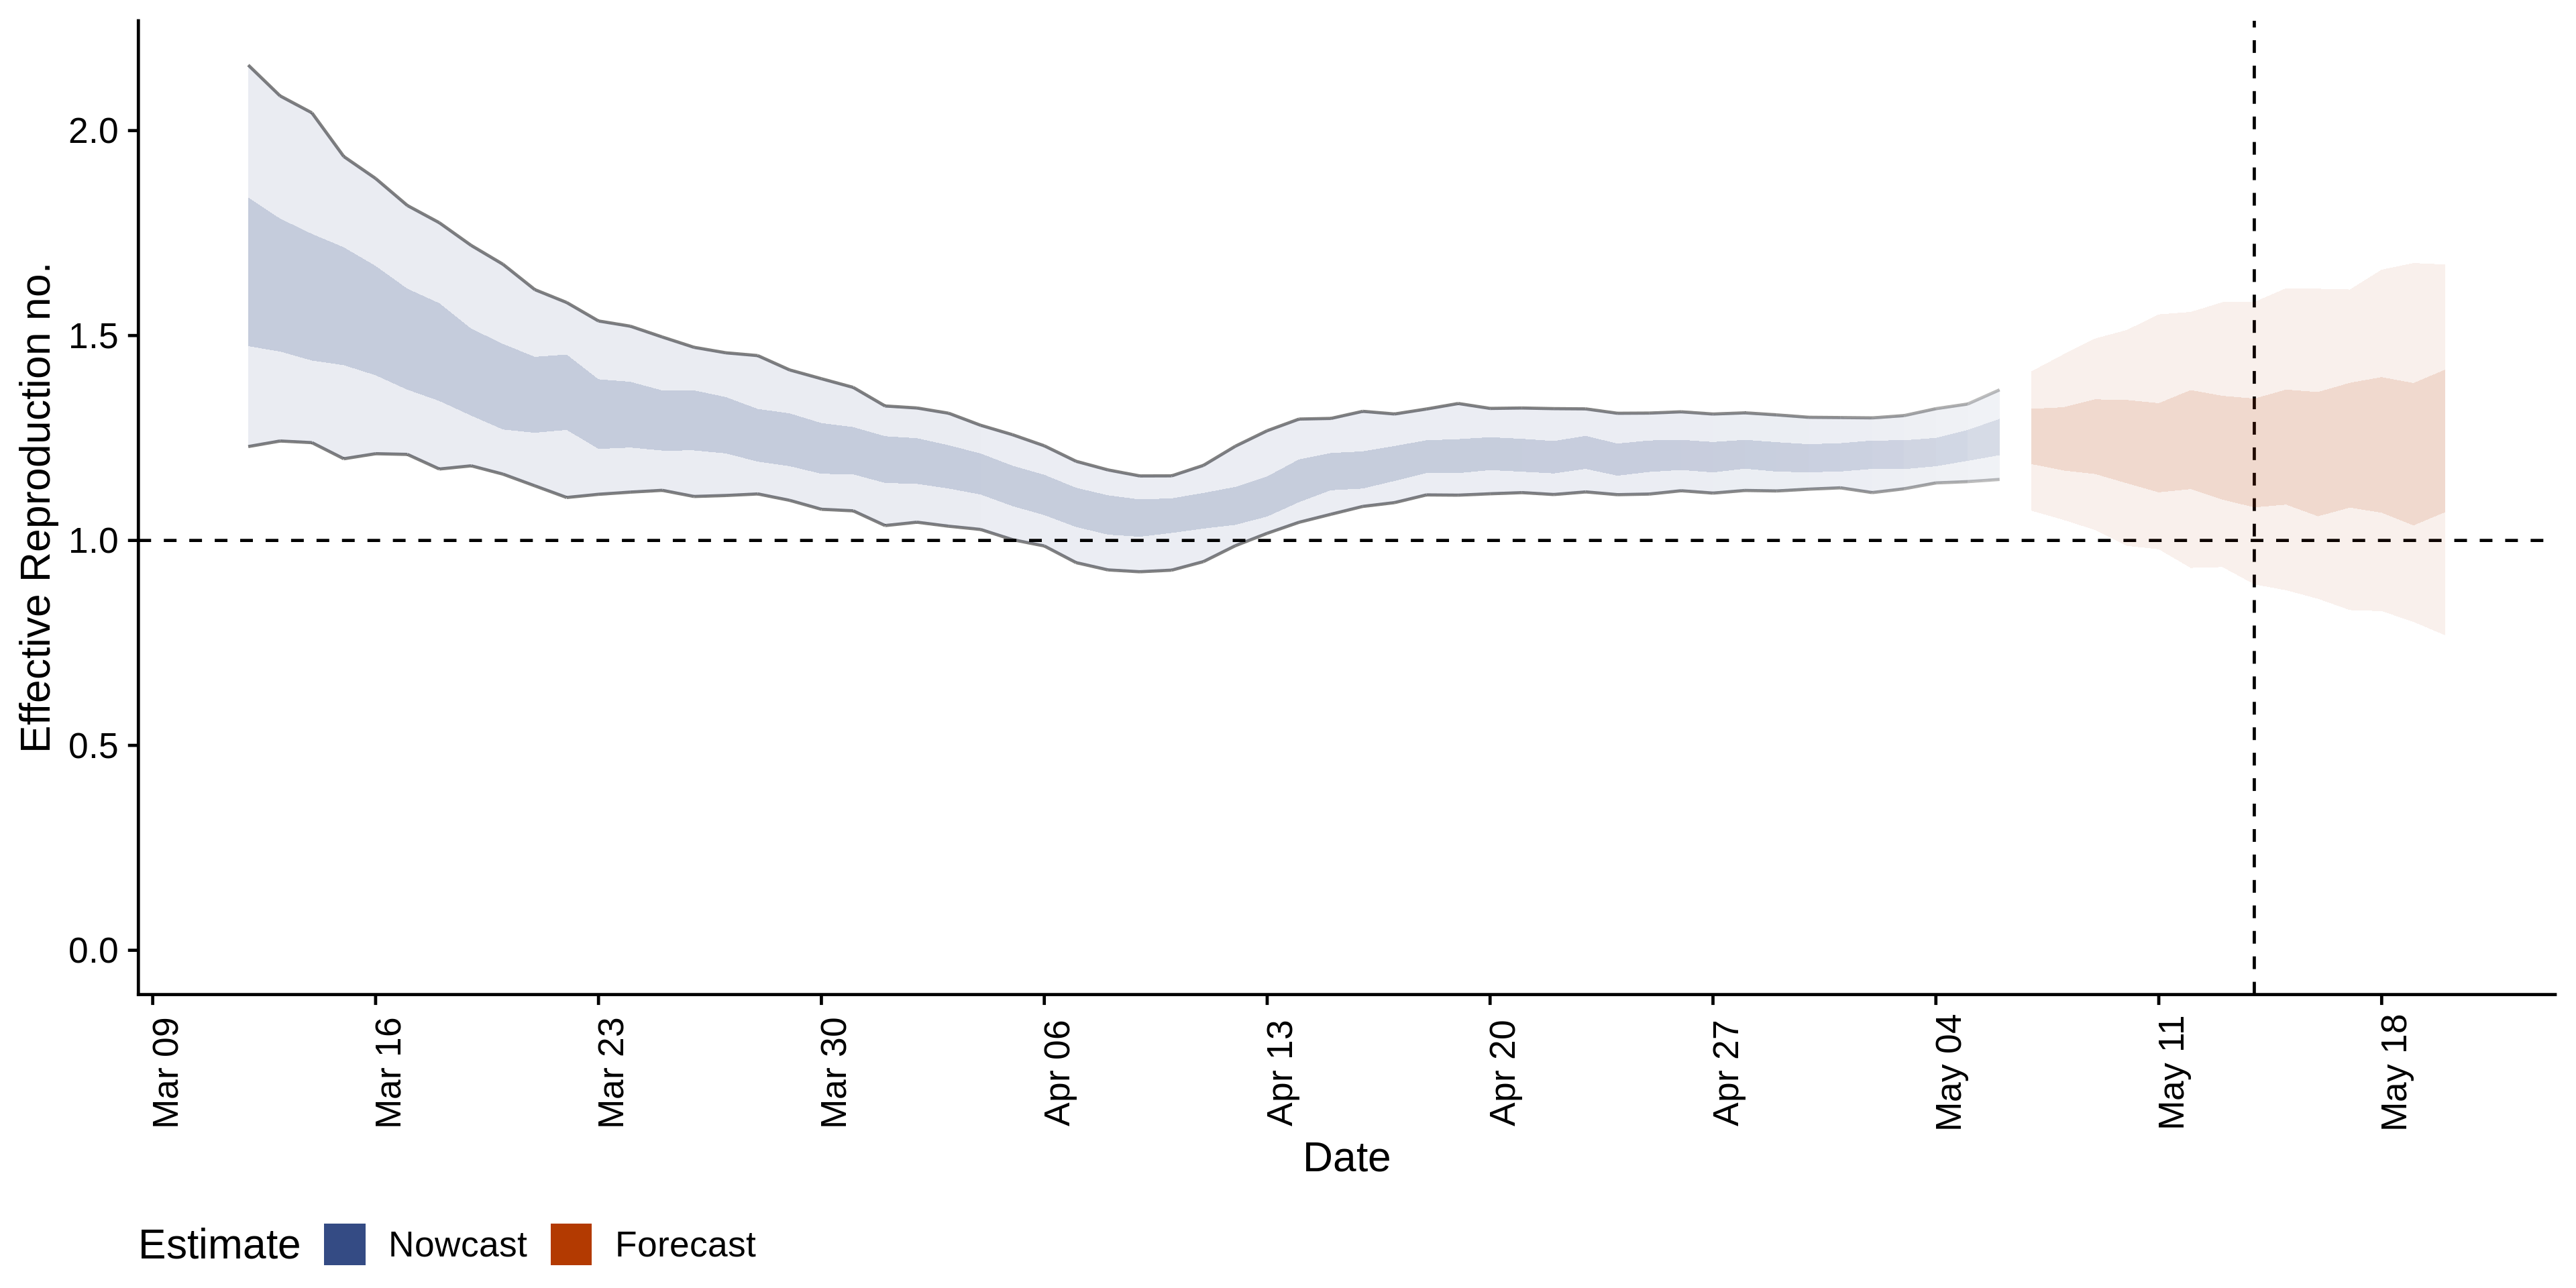 Effective Reproduction no.
2.0
1.5
1.0
0.5
0.0
Mar 09
Mar 16
Mar 23
Mar 30
Apr 06
Apr 13
Apr 20
Apr 27
May 04
May 11
May 18
Date
Estimate Nowcast Forecast